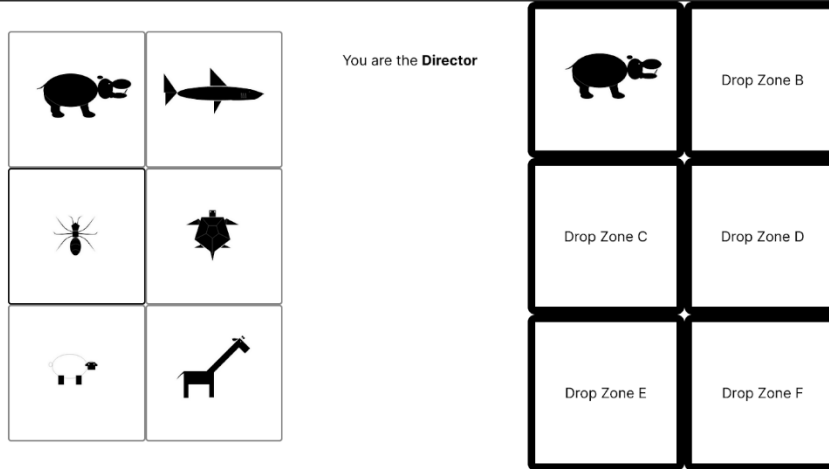 You are the Director
Drop Zone B
Drop Zone C
Drop Zone D
Drop Zone E
Drop Zone F